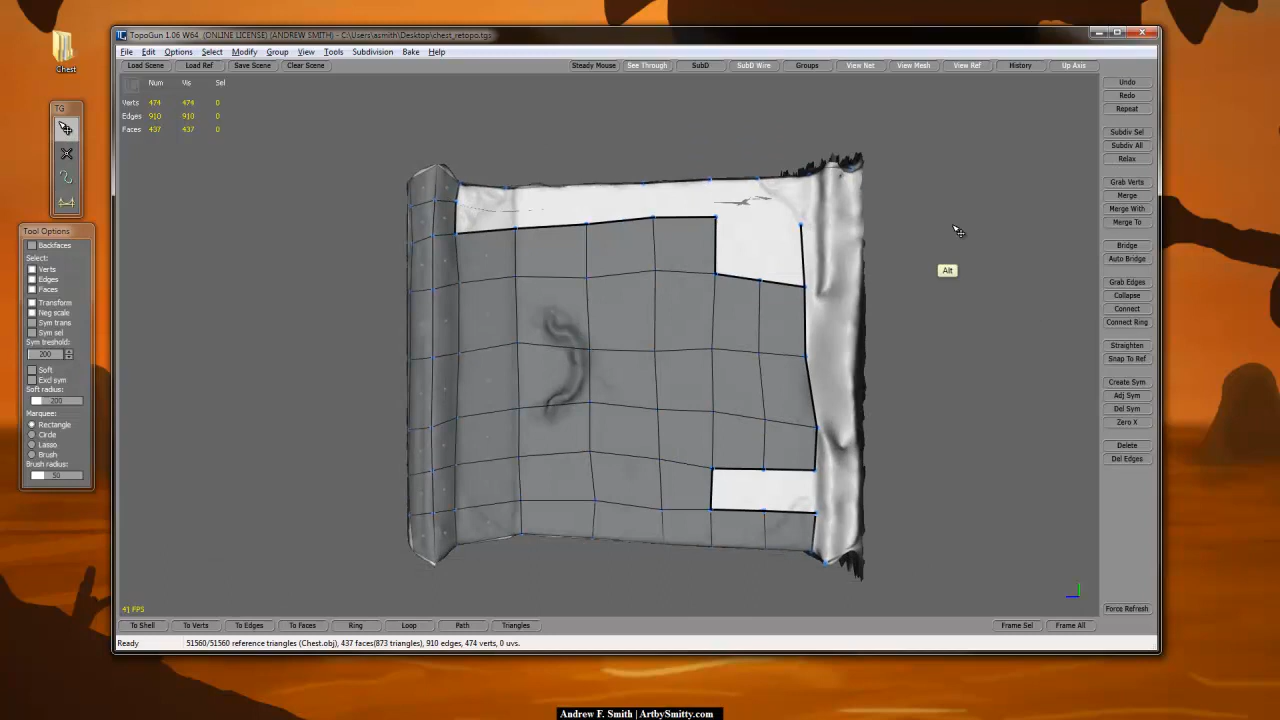 TopoGun 1.06 W64 (ONLINE LICENSE) (ANDREW SMITH) - C:\Users\asmith\Desktop\chest_retopo.tgs
File Edit Options Select Modify Group View Tools Subdivision Bake Help
Load Scene Load Ref Save Scene Clear Scene Steady Mouse See Through SubD SubD Wire Groups View Net View Mesh View Ref History Up Axis
Chest
Num Vis Sel
Verts 474 474 0
Edges 910 910 0
Faces 437 437 0
TG
Tool Options
Backfaces
Select:
Verts
Edges
Faces
Transform
Neg scale
Sym trans
Sym sel
Sym treshold:
200
Soft
Excl sym
Soft radius:
200
Marquee:
Rectangle
Circle
Lasso
Brush
Brush radius:
50
Alt
Undo
Redo
Repeat
Subdiv Sel
Subdiv All
Relax
Grab Verts
Merge
Merge With
Merge To
Bridge
Auto Bridge
Grab Edges
Collapse
Connect
Connect Ring
Straighten
Snap To Ref
Create Sym
Adj Sym
Del Sym
Zero X
Delete
Del Edges
Force Refresh
41 FPS
To Shell To Verts To Edges To Faces Ring Loop Path Triangles Frame Sel Frame All
Ready 51560/51560 reference triangles (Chest.obj), 437 faces(873 triangles), 910 edges, 474 verts, 0 uvs.
Andrew F. Smith | ArtbySmitty.com